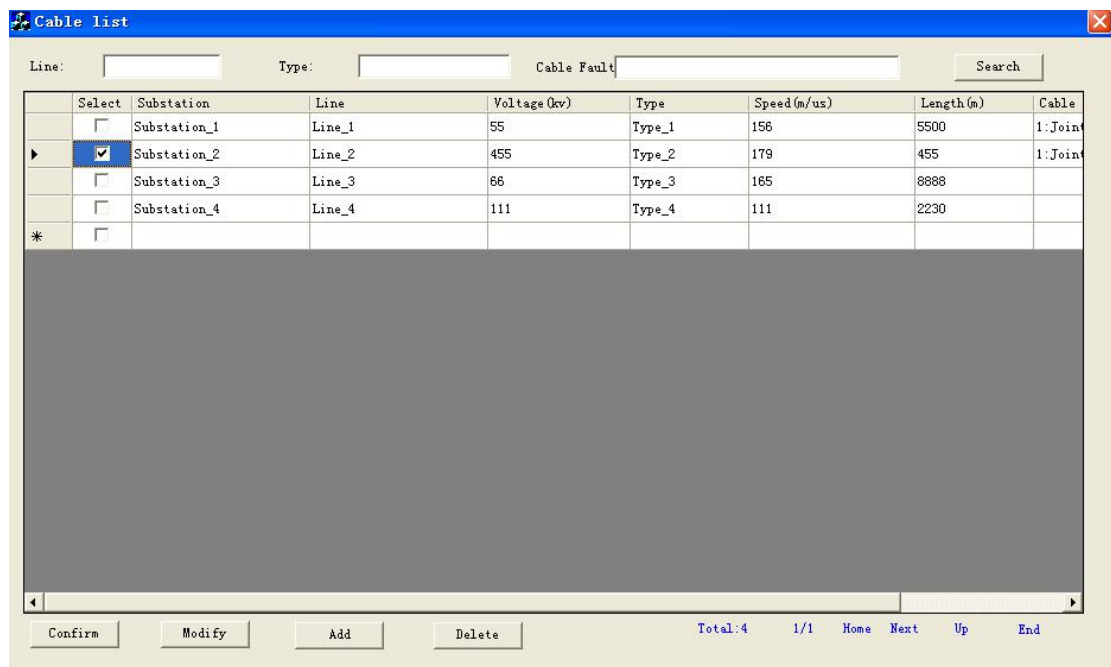 Cable list
Line: Type: Cable Fault Search
Select Substation Line Voltage(kv) Type Speed(m/us) Length(m) Cable
Substation_1 Line_1 55 Type_1 156 5500 1:Joint
Substation_2 Line_2 455 Type_2 179 455 1:Joint
Substation_3 Line_3 66 Type_3 165 8888
Substation_4 Line_4 111 Type_4 111 2230
*
Confirm Modify Add Delete Total:4 1/1 Home Next Up End